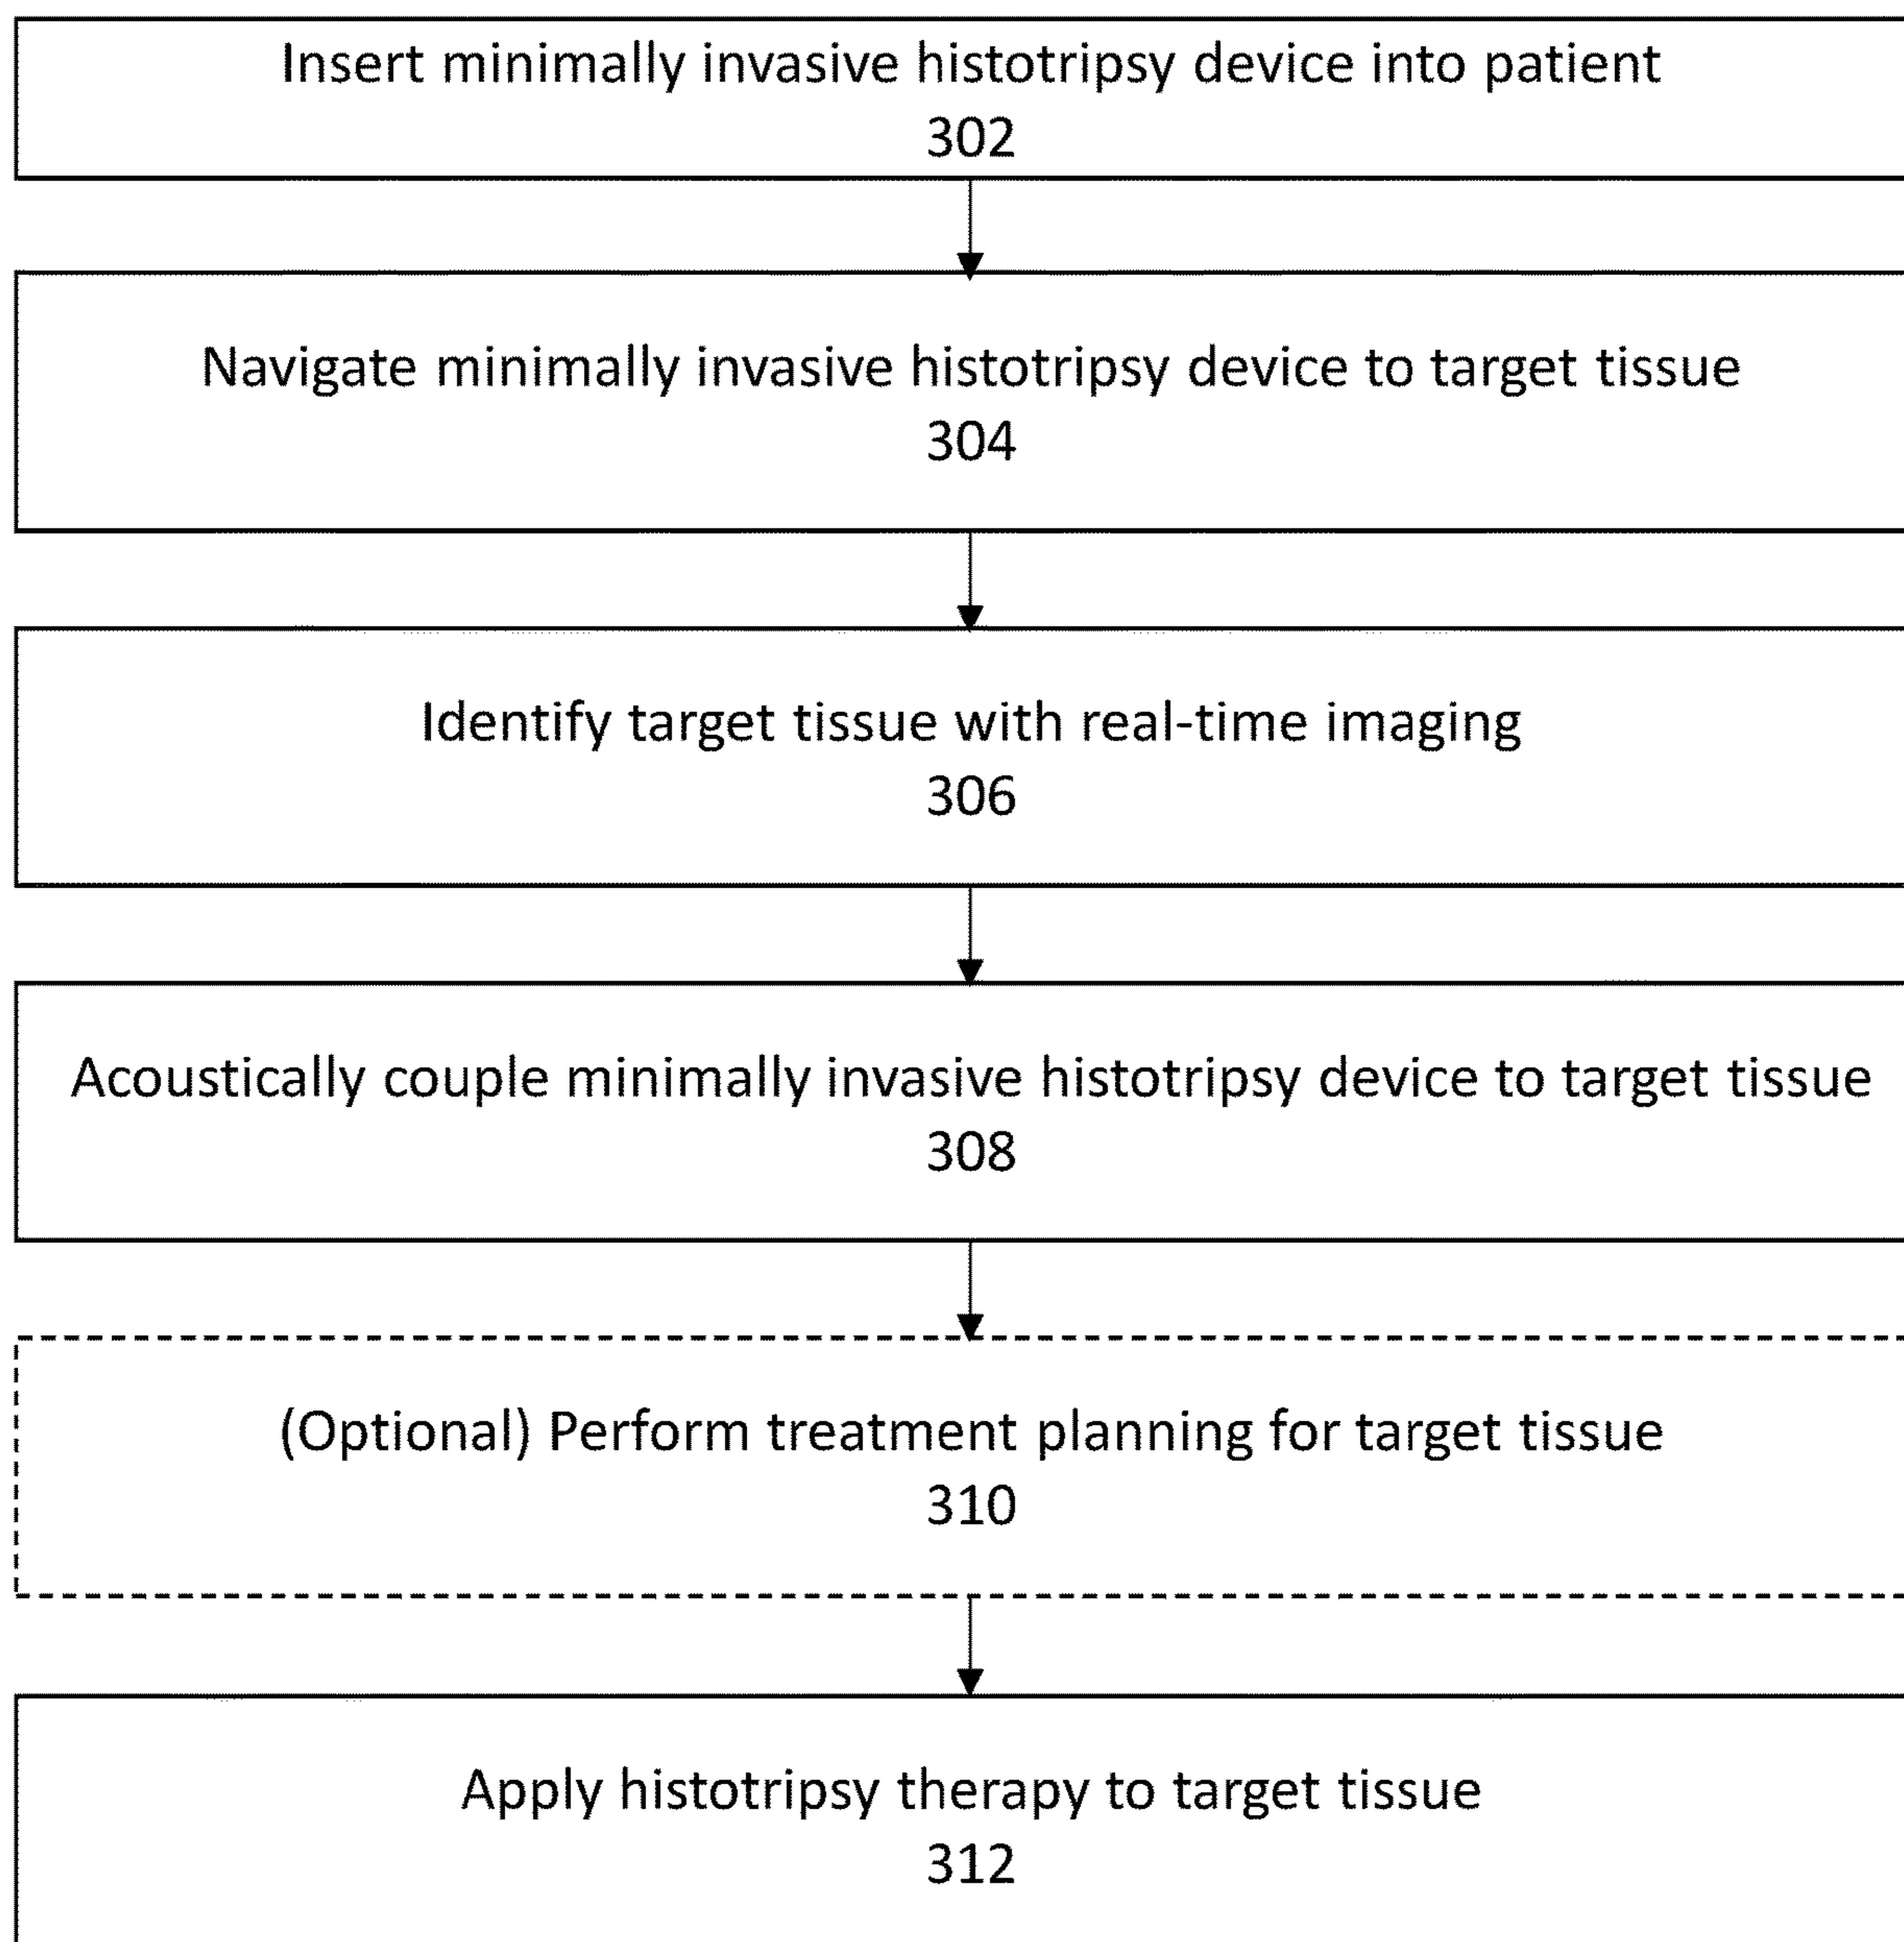 Insert minimally invasive histotripsy device into patient
302
Navigate minimally invasive histotripsy device to target tissue
304
Identify target tissue with real-time imaging
306
Acoustically couple minimally invasive histotripsy device to target tissue
308
(Optional) Perform treatment planning for target tissue
310
Apply histotripsy therapy to target tissue
312